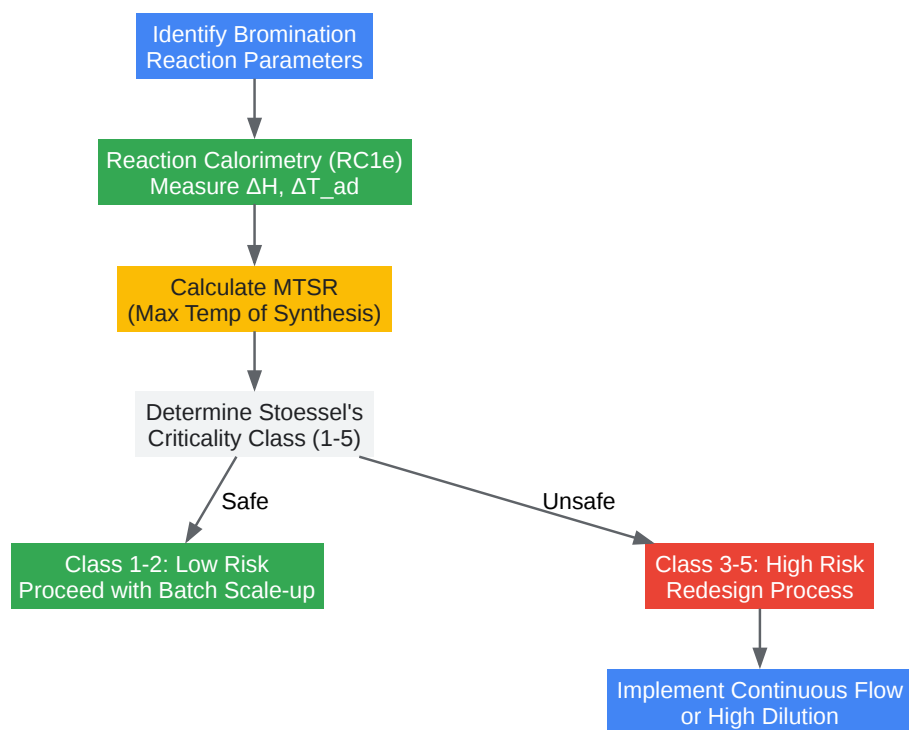 Identify Bromination
Reaction Parameters
Reaction Calorimetry (RC1e)
Measure ΔH, ΔT_ad
Calculate MTSR
(Max Temp of Synthesis)
Determine Stoessel's
Criticality Class (1-5)
Safe
Unsafe
Class 1-2: Low Risk
Proceed with Batch Scale-up
Class 3-5: High Risk
Redesign Process
Implement Continuous Flow
or High Dilution